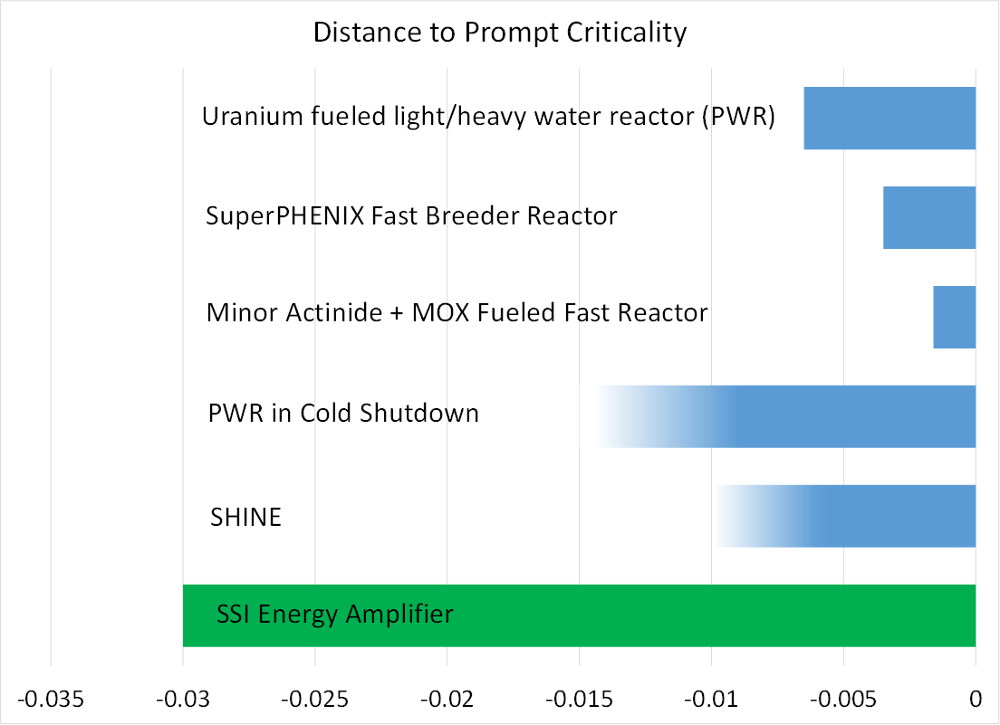 Distance to Prompt Criticality
Uranium fueled light/heavy water reactor (PWR)
SuperPHENIX Fast Breeder Reactor
Minor Actinide + MOX Fueled Fast Reactor
PWR in Cold Shutdown
SHINE
SSI Energy Amplifier
-0.035 -0.03 -0.025 -0.02 -0.015 -0.01 -0.005 0